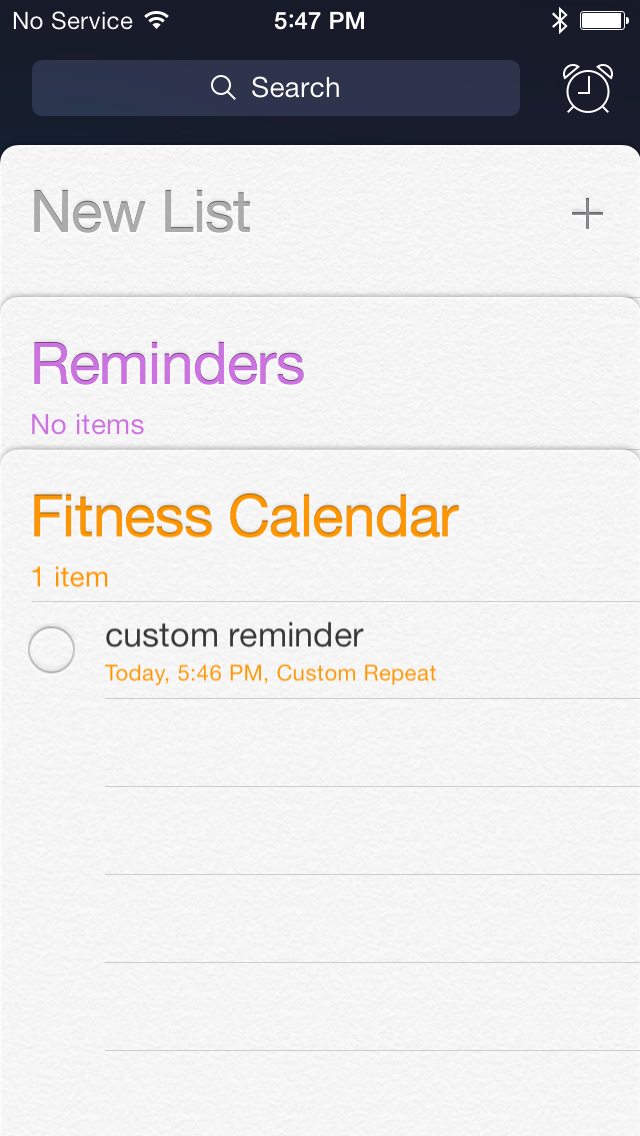 No Service 5:47 PM
Search
New List
Reminders
No items
Fitness Calendar
1 item
custom reminder
Today, 5:46 PM, Custom Repeat